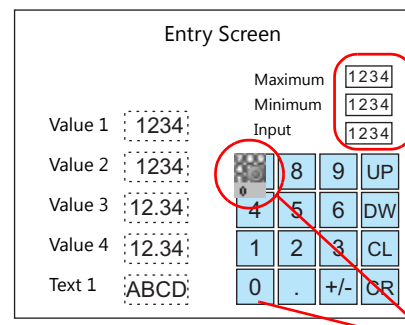 Entry Screen
Maximum 1234
Minimum 1234
Input 1234
Value 1 1234
Value 2 1234
Value 3 12.34
Value 4 12.34
Text 1 ABCD
0
8 9 UP
4 5 6 DW
1 2 3 CL
0 . +/- CR